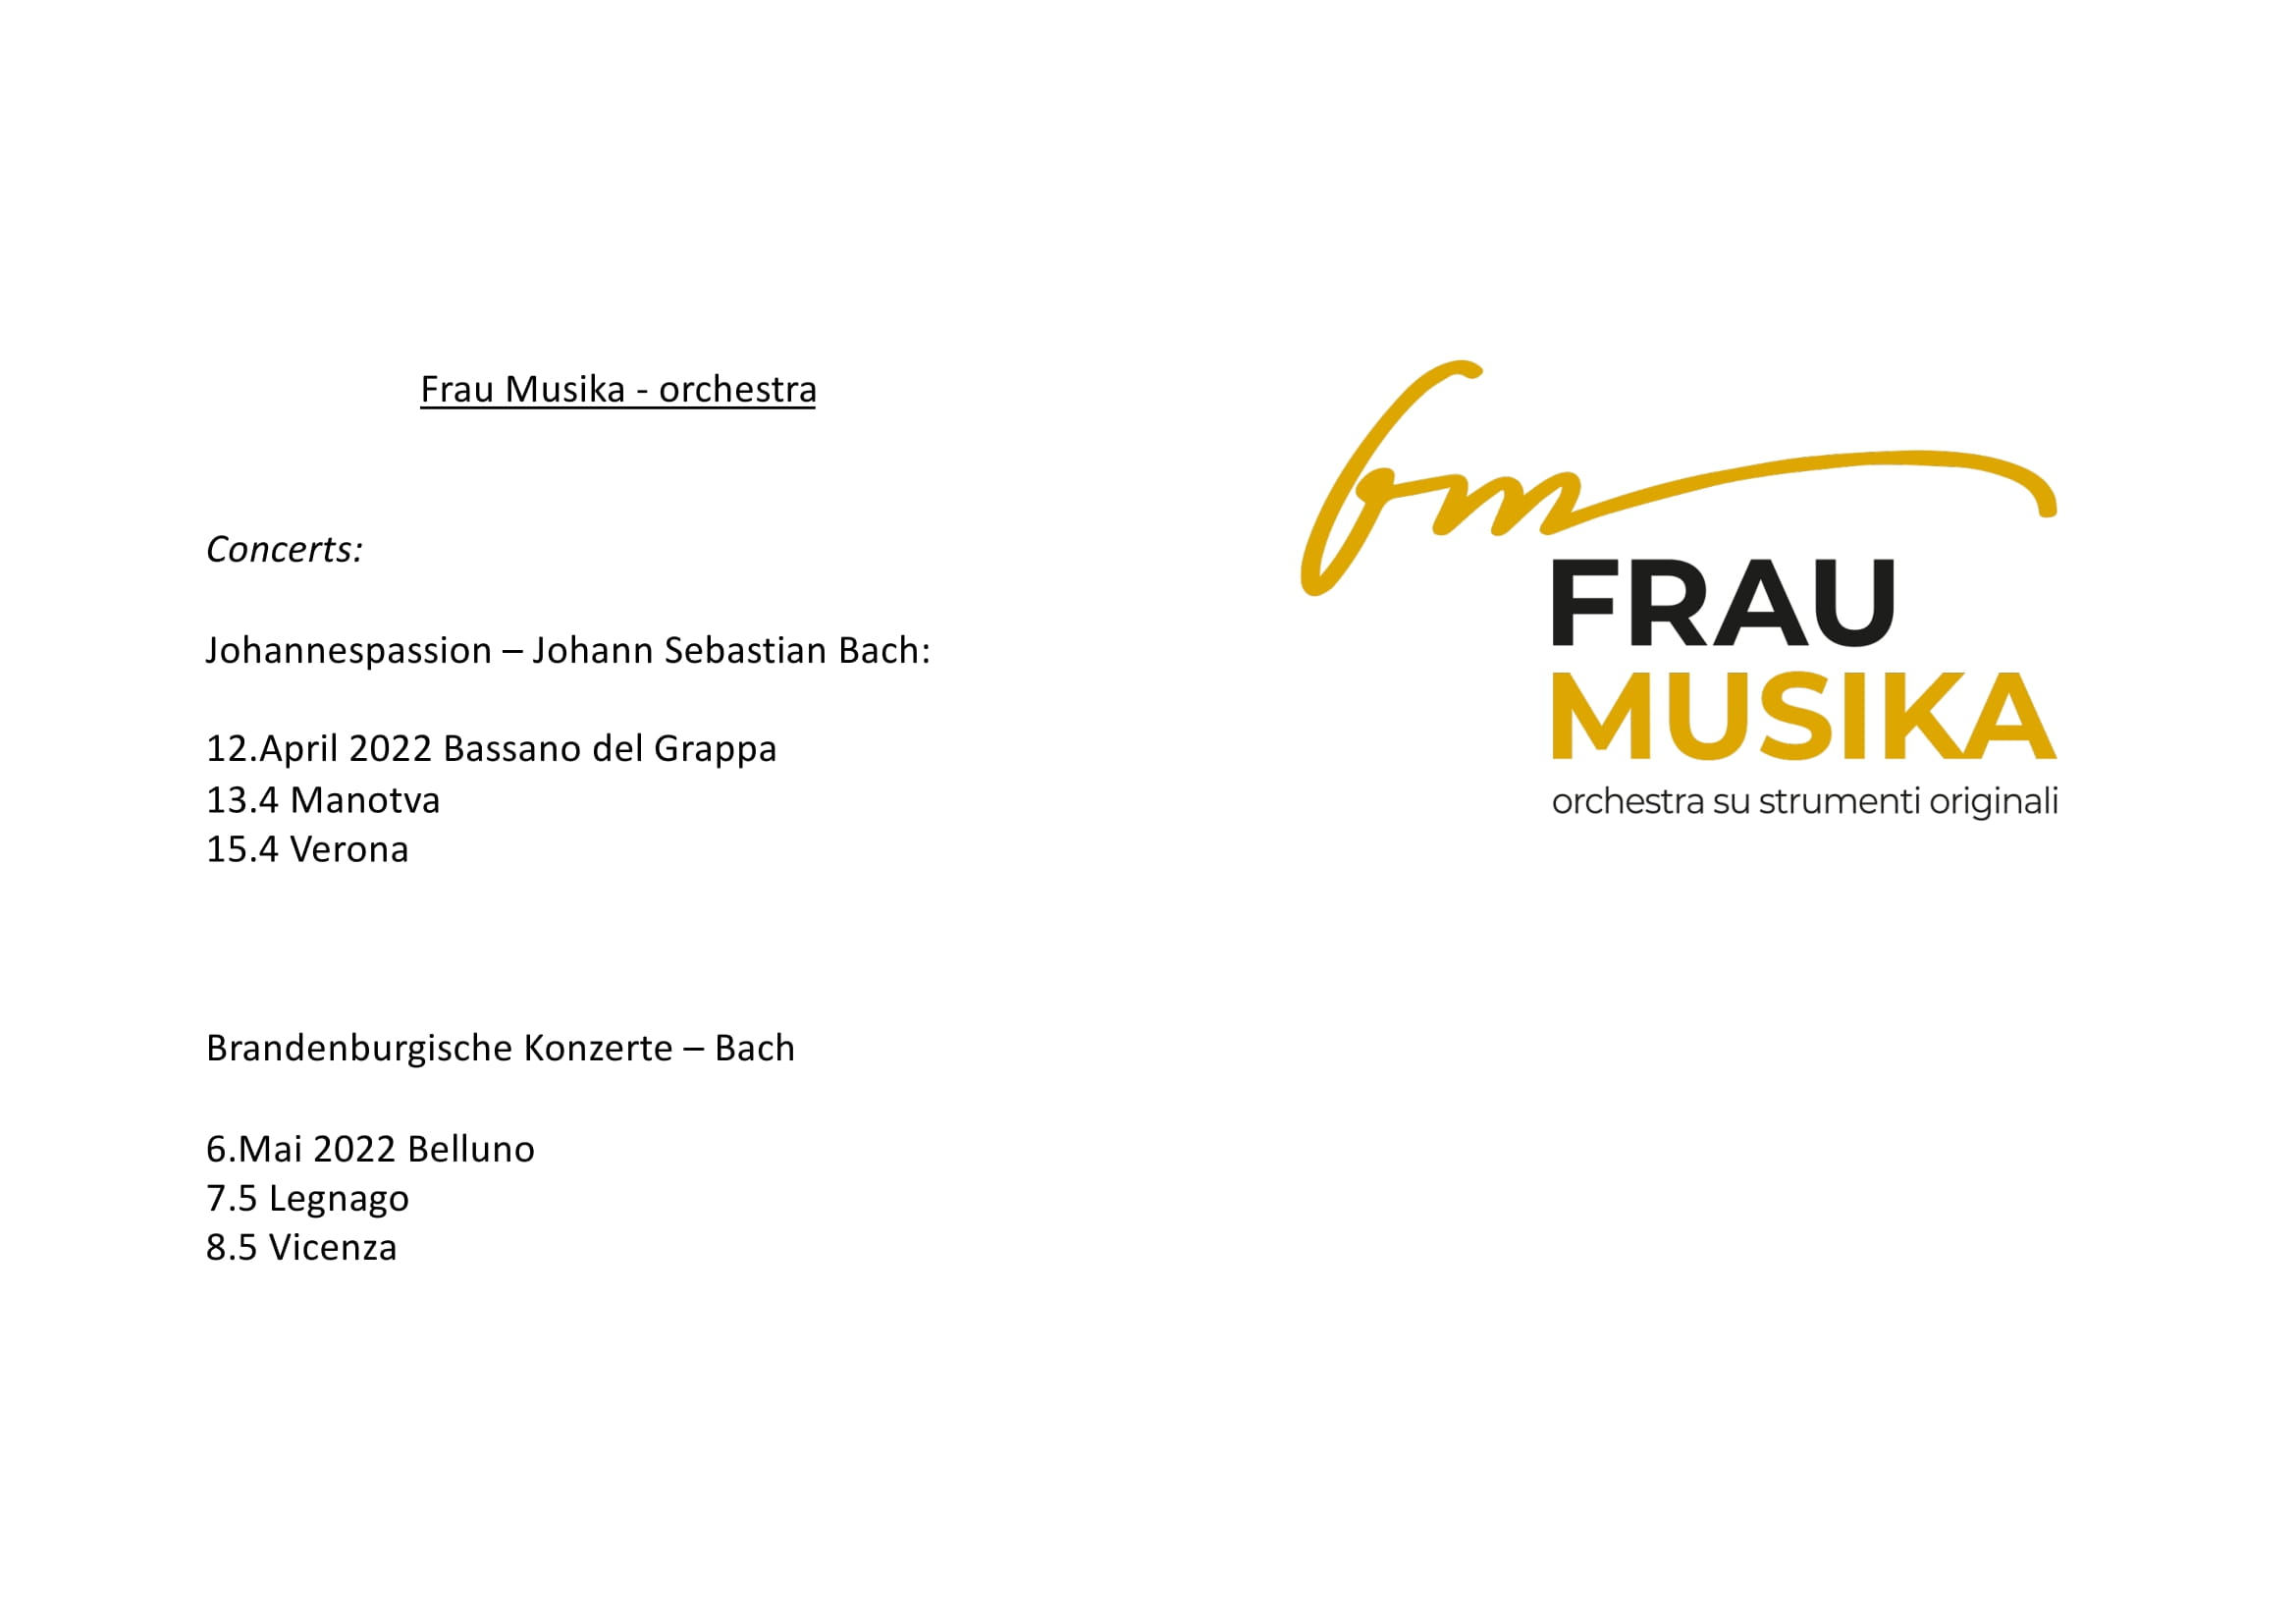 Frau Musika - orchestra
Concerts:
Johannespassion – Johann Sebastian Bach:
12.April 2022 Bassano del Grappa
13.4 Manotva
15.4 Verona
Brandenburgische Konzerte – Bach
6.Mai 2022 Belluno
7.5 Legnago
8.5 Vicenza
fm
FRAU
MUSIKA
orchestra su strumenti originali